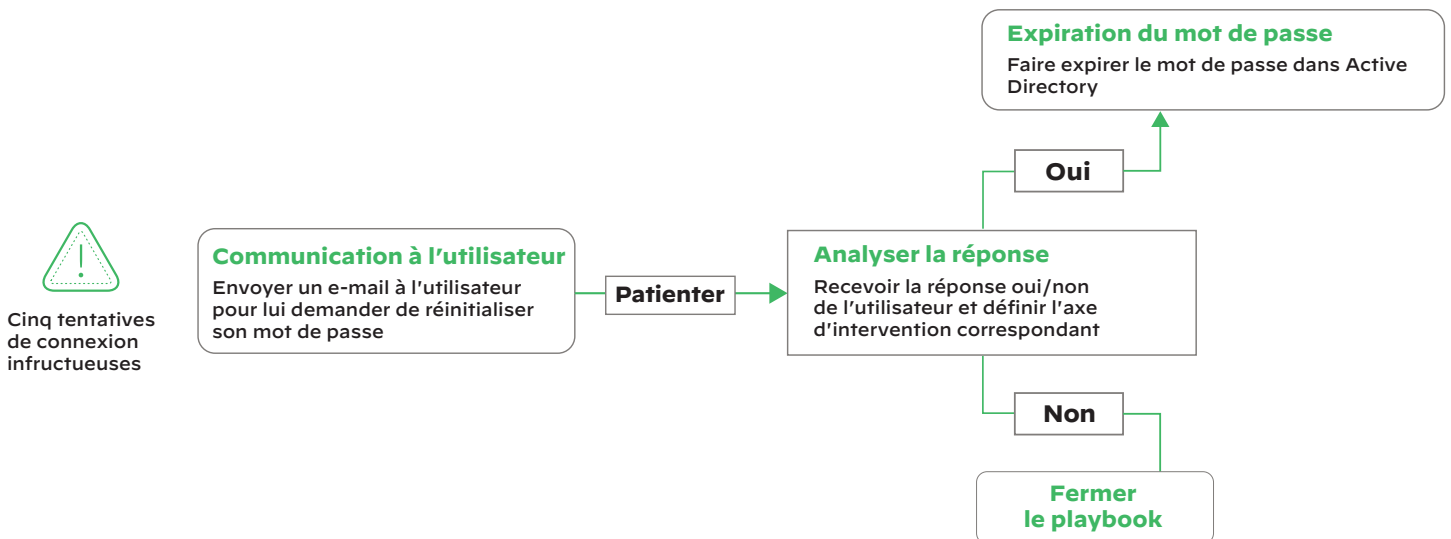 Cinq tentatives
de connexion
infructueuses
Communication à l'utilisateur
Envoyer un e-mail à l'utilisateur
pour lui demander de réinitialiser
son mot de passe
Patienter
Analyser la réponse
Recevoir la réponse oui/non
de l'utilisateur et définir l'axe
d'intervention correspondant
Oui
Expiration du mot de passe
Faire expirer le mot de passe dans Active
Directory
Non
Fermer
le playbook